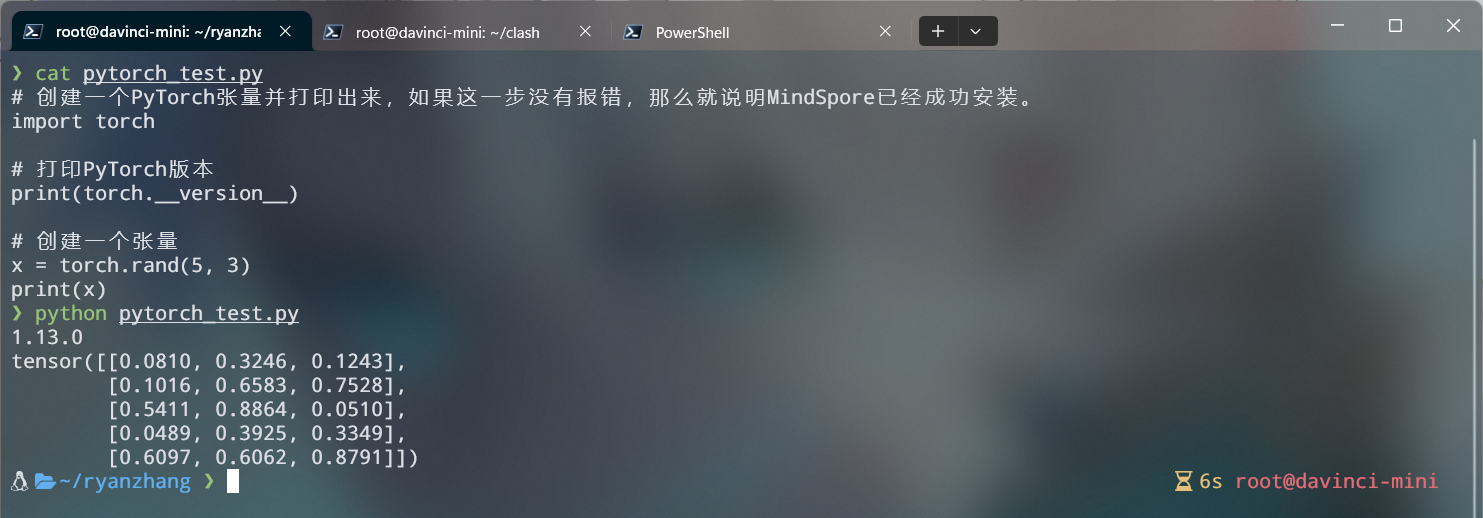 root@davinci-mini: ~/ryanzha
root@davinci-mini: ~/clash
PowerShell
❯ cat pytorch_test.py
# 创建一个PyTorch张量并打印出来，如果这一步没有报错，那么就说明MindSpore已经成功安装。
import torch
# 打印PyTorch版本
print(torch.__version__)
# 创建一个张量
x = torch.rand(5, 3)
print(x)
❯ python pytorch_test.py
1.13.0
tensor([[0.0810, 0.3246, 0.1243],
        [0.1016, 0.6583, 0.7528],
        [0.5411, 0.8864, 0.0510],
        [0.0489, 0.3925, 0.3349],
        [0.6097, 0.6062, 0.8791]])
~/ryanzhang ❯ 6s root@davinci-mini